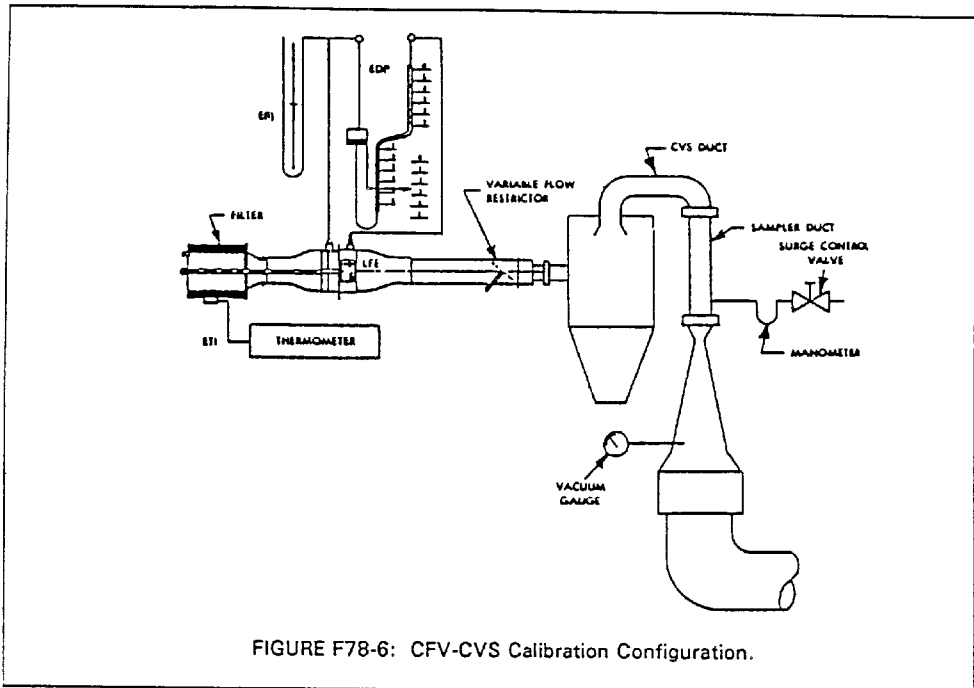 EDP
EPI
CVS DUCT
VARIABLE FLOW
RESTRICTOR
FILTER
SAMPLER DUCT
SURGE CONTROL
VALVE
LFE
ETI
THERMOMETER
MANOMETER
VACUUM
GAUGE
FIGURE F78-6: CFV-CVS Calibration Configuration.